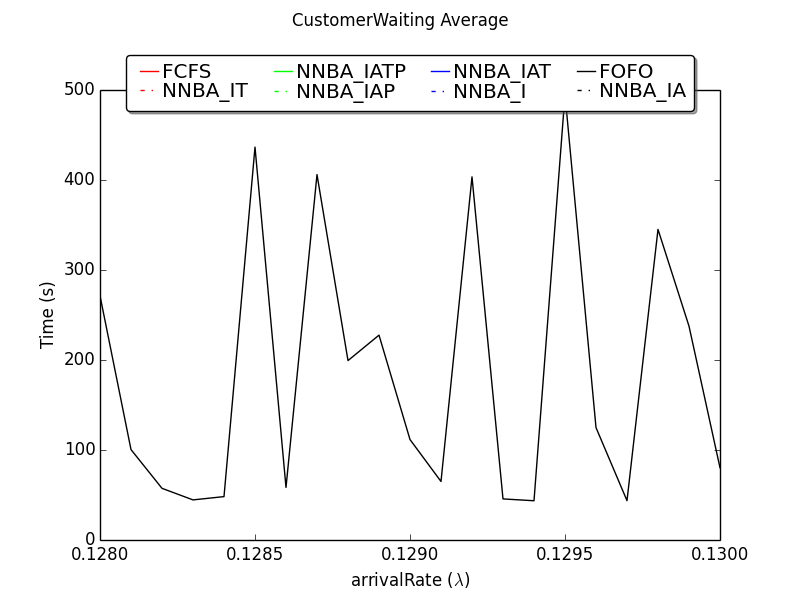 CustomerWaiting Average
FCFS NNBA_IATP NNBA_IAT FOFO
NNBA_IT NNBA_IAP NNBA_I NNBA_IA
500
400
300
200
100
0
Time (s)
0.1280 0.1285 0.1290 0.1295 0.1300
arrivalRate (λ)